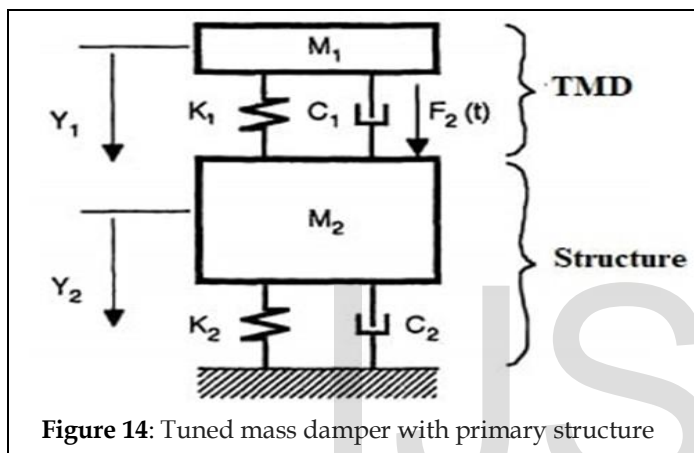 M1
TMD
K1
C1
F2 (t)
Y1
M2
Structure
Y2
K2
C2
IJS
Figure 14: Tuned mass damper with primary structure